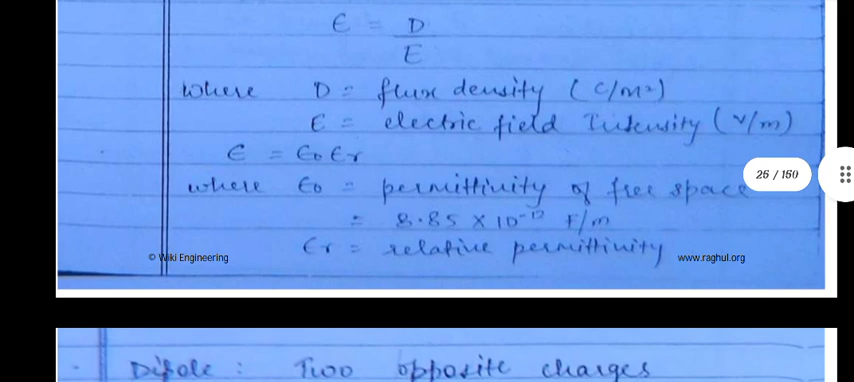 ϵ = D/E
where D = flux density (C/m²)
E = electric field Intensity (V/m)
ϵ = ϵ₀ ϵr
25 / 150
where ϵ₀ = permittivity of free space
= 8.85 × 10⁻¹² F/m
ϵr = relative permittivity
© Wiki Engineering
www.raghul.org
Dipole : Two opposite charges